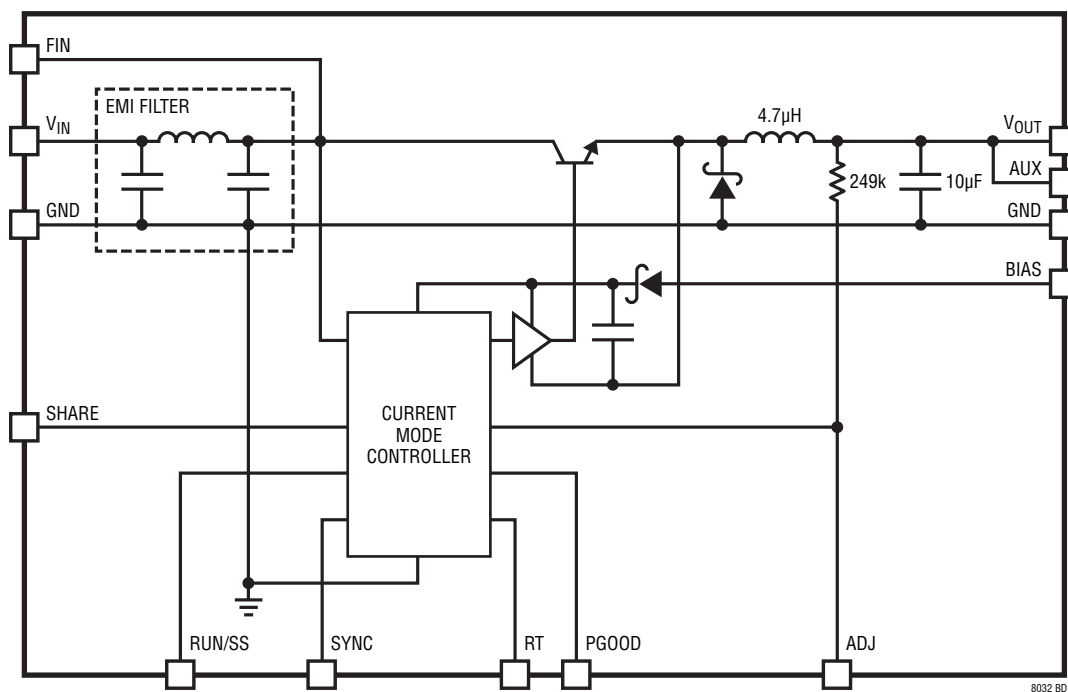 FIN
EMI FILTER
4.7µH
VIN
VOUT
AUX
249k
10µF
GND
GND
BIAS
SHARE
CURRENT
MODE
CONTROLLER
RUN/SS
SYNC
RT
PGOOD
ADJ
8032 BD